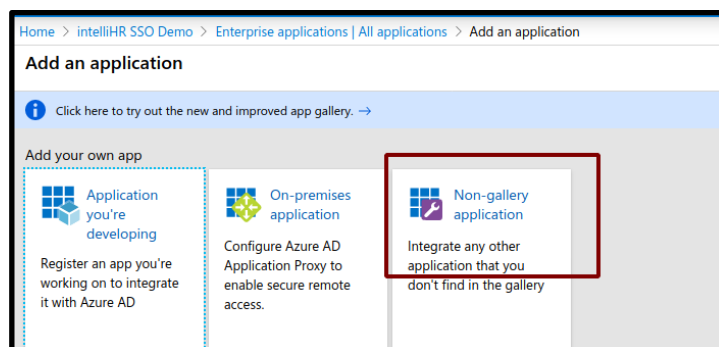 Home > intelliHR SSO Demo > Enterprise applications | All applications > Add an application
Add an application
Click here to try out the new and improved app gallery. →
Add your own app
Application
you're
developing
Register an app you're
working on to integrate
it with Azure AD
On-premises
application
Configure Azure AD
Application Proxy to
enable secure remote
access.
Non-gallery
application
Integrate any other
application that you
don't find in the gallery